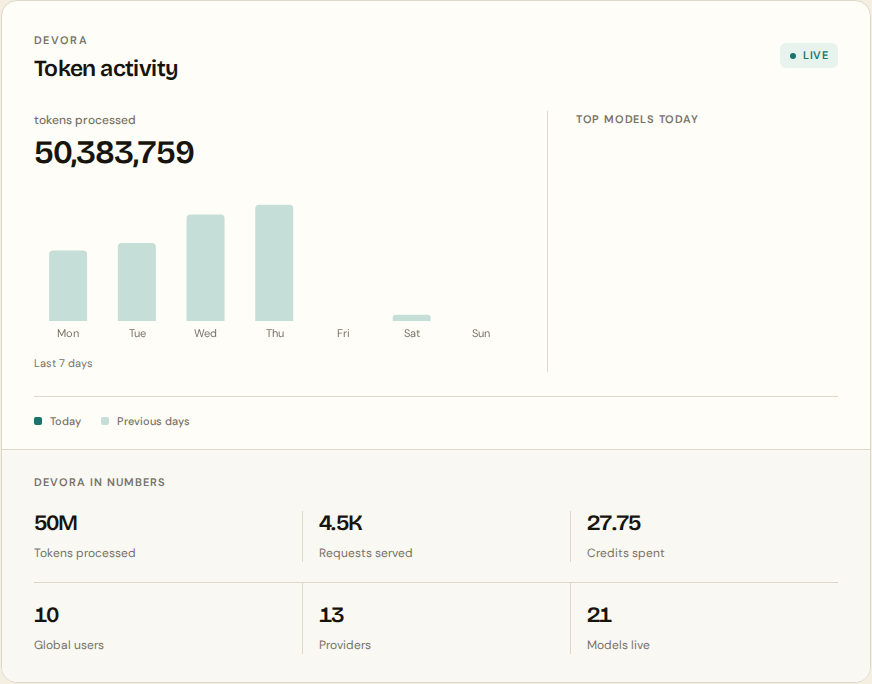 DEVORA
Token activity
LIVE
tokens processed
50,383,759
Mon Tue Wed Thu Fri Sat Sun
Last 7 days
TOP MODELS TODAY
Today Previous days
DEVORA IN NUMBERS
50M 4.5K 27.75
Tokens processed Requests served Credits spent
10 13 21
Global users Providers Models live